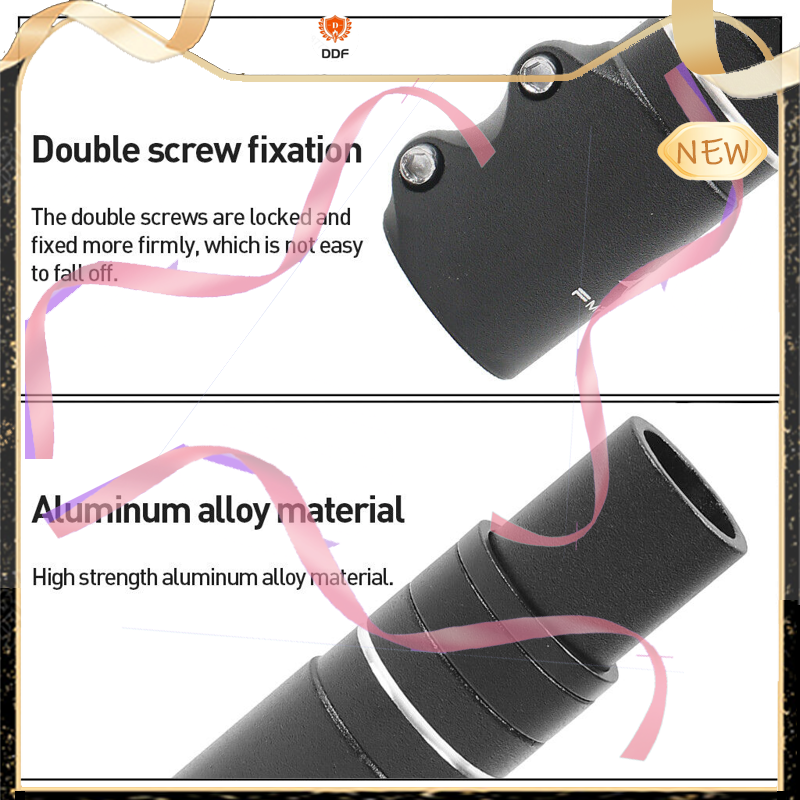 DDF
NEW
Double screw fixation
The double screws are locked and
fixed more firmly, which is not easy
to fall off.
Aluminum alloy material
High strength aluminum alloy material.